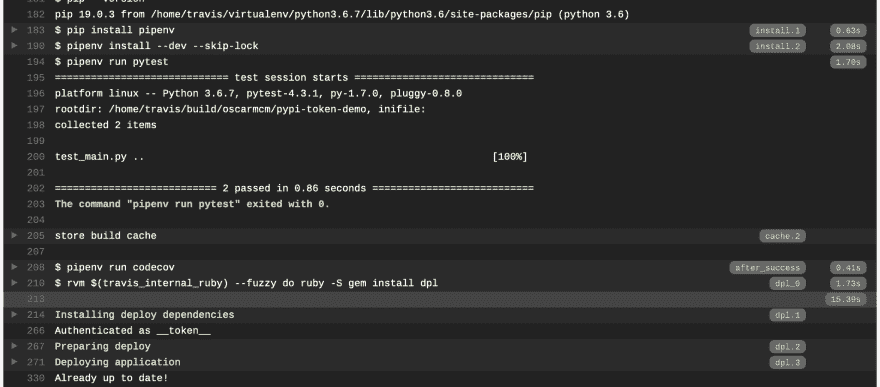 182 pip 19.0.3 from /home/travis/virtualenv/python3.6.7/lib/python3.6/site-packages/pip (python 3.6)
183 $ pip install pipenv install.1 0.63s
190 $ pipenv install --dev --skip-lock install.2 2.08s
194 $ pipenv run pytest 1.70s
195 ============================= test session starts ==============================
196 platform linux -- Python 3.6.7, pytest-4.3.1, py-1.7.0, pluggy-0.8.0
197 rootdir: /home/travis/build/oscarmcm/pypi-token-demo, inifile:
198 collected 2 items
199
200 test_main.py .. [100%]
201
202 =========================== 2 passed in 0.86 seconds ===========================
203 The command "pipenv run pytest" exited with 0.
204
205 store build cache cache.2
207
208 $ pipenv run codecov after_success 0.41s
210 $ rvm $(travis_internal_ruby) --fuzzy do ruby -S gem install dpl dpl_0 1.73s
213 15.39s
214 Installing deploy dependencies dpl.1
266 Authenticated as __token__
267 Preparing deploy dpl.2
271 Deploying application dpl.3
330 Already up to date!